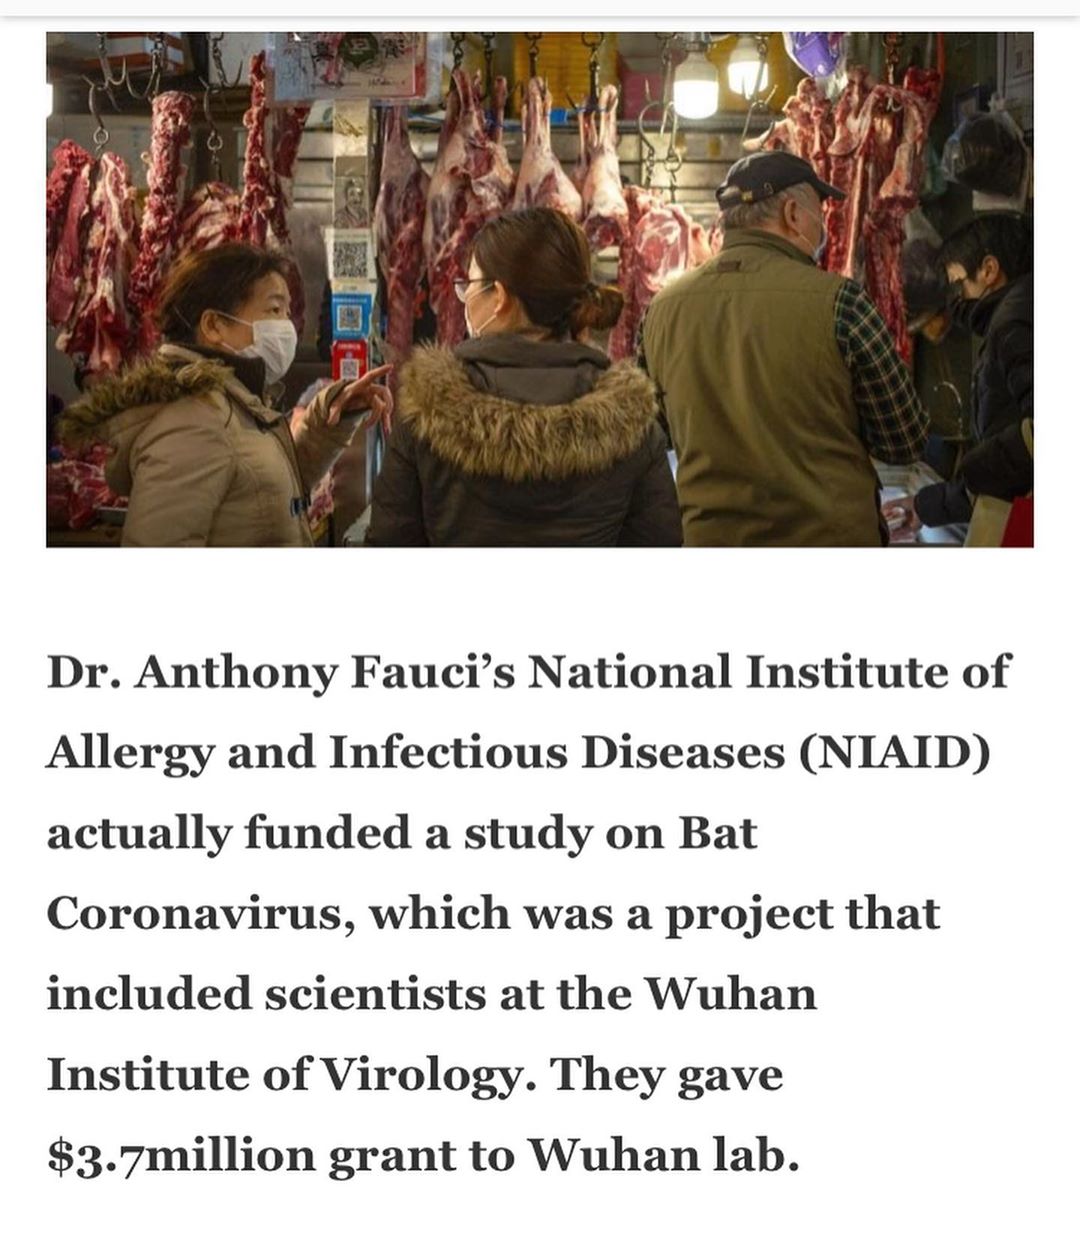 Dr. Anthony Fauci’s National Institute of
Allergy and Infectious Diseases (NIAID)
actually funded a study on Bat
Coronavirus, which was a project that
included scientists at the Wuhan
Institute of Virology. They gave
$3.7million grant to Wuhan lab.